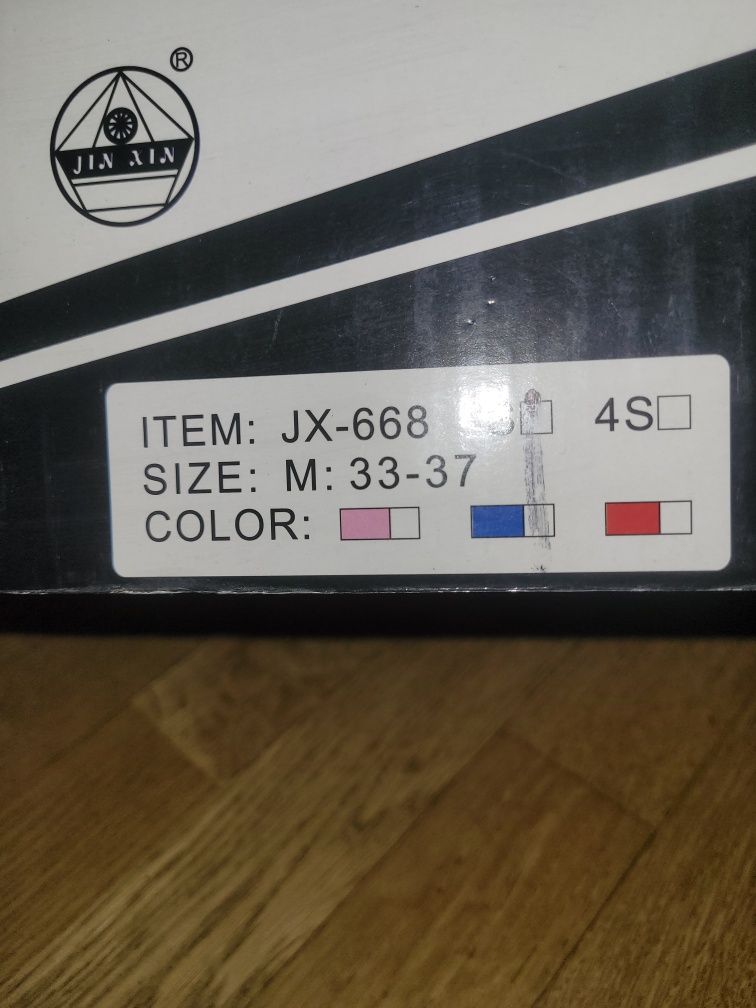 ®
JIN XIN
ITEM: JX-668 4S
SIZE: M: 33-37
COLOR: